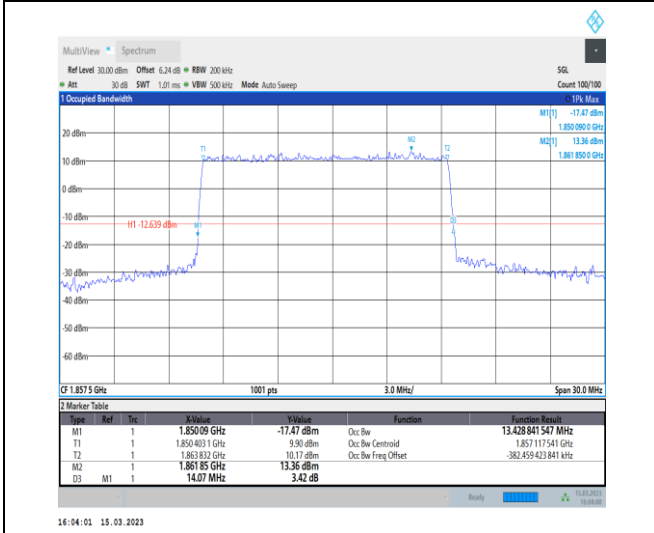 MultiView Spectrum
Ref Level 30.00 dBm Offset 6.24 dB RBW 200 kHz SGL
Att 30 dB SWT 1.01 ms VBW 500 kHz Mode Auto Sweep Count 100/100
1 Occupied Bandwidth 1Pk Max
M1[1] -17.47 dBm
1.850 090 0 GHz
M2[1] 13.36 dBm
1.861 850 0 GHz
20 dBm
M2
T1 T2
10 dBm
0 dBm
-10 dBm
H1 -12.639 dBm M1 D3
-20 dBm
-30 dBm
-40 dBm
-50 dBm
-60 dBm
CF 1.857 5 GHz 1001 pts 3.0 MHz/ Span 30.0 MHz
2 Marker Table
Type Ref Trc X-Value Y-Value Function Function Result
M1 1 1.850 09 GHz -17.47 dBm Occ Bw 13.428 841 547 MHz
T1 1 1.850 403 1 GHz 9.90 dBm Occ Bw Centroid 1.857 117 541 GHz
T2 1 1.863 832 GHz 10.17 dBm Occ Bw Freq Offset -382.459 423 841 kHz
M2 1 1.861 85 GHz 13.36 dBm
D3 M1 1 14.07 MHz 3.42 dB
Ready 15.03.2023
16:04:00
16:04:01 15.03.2023